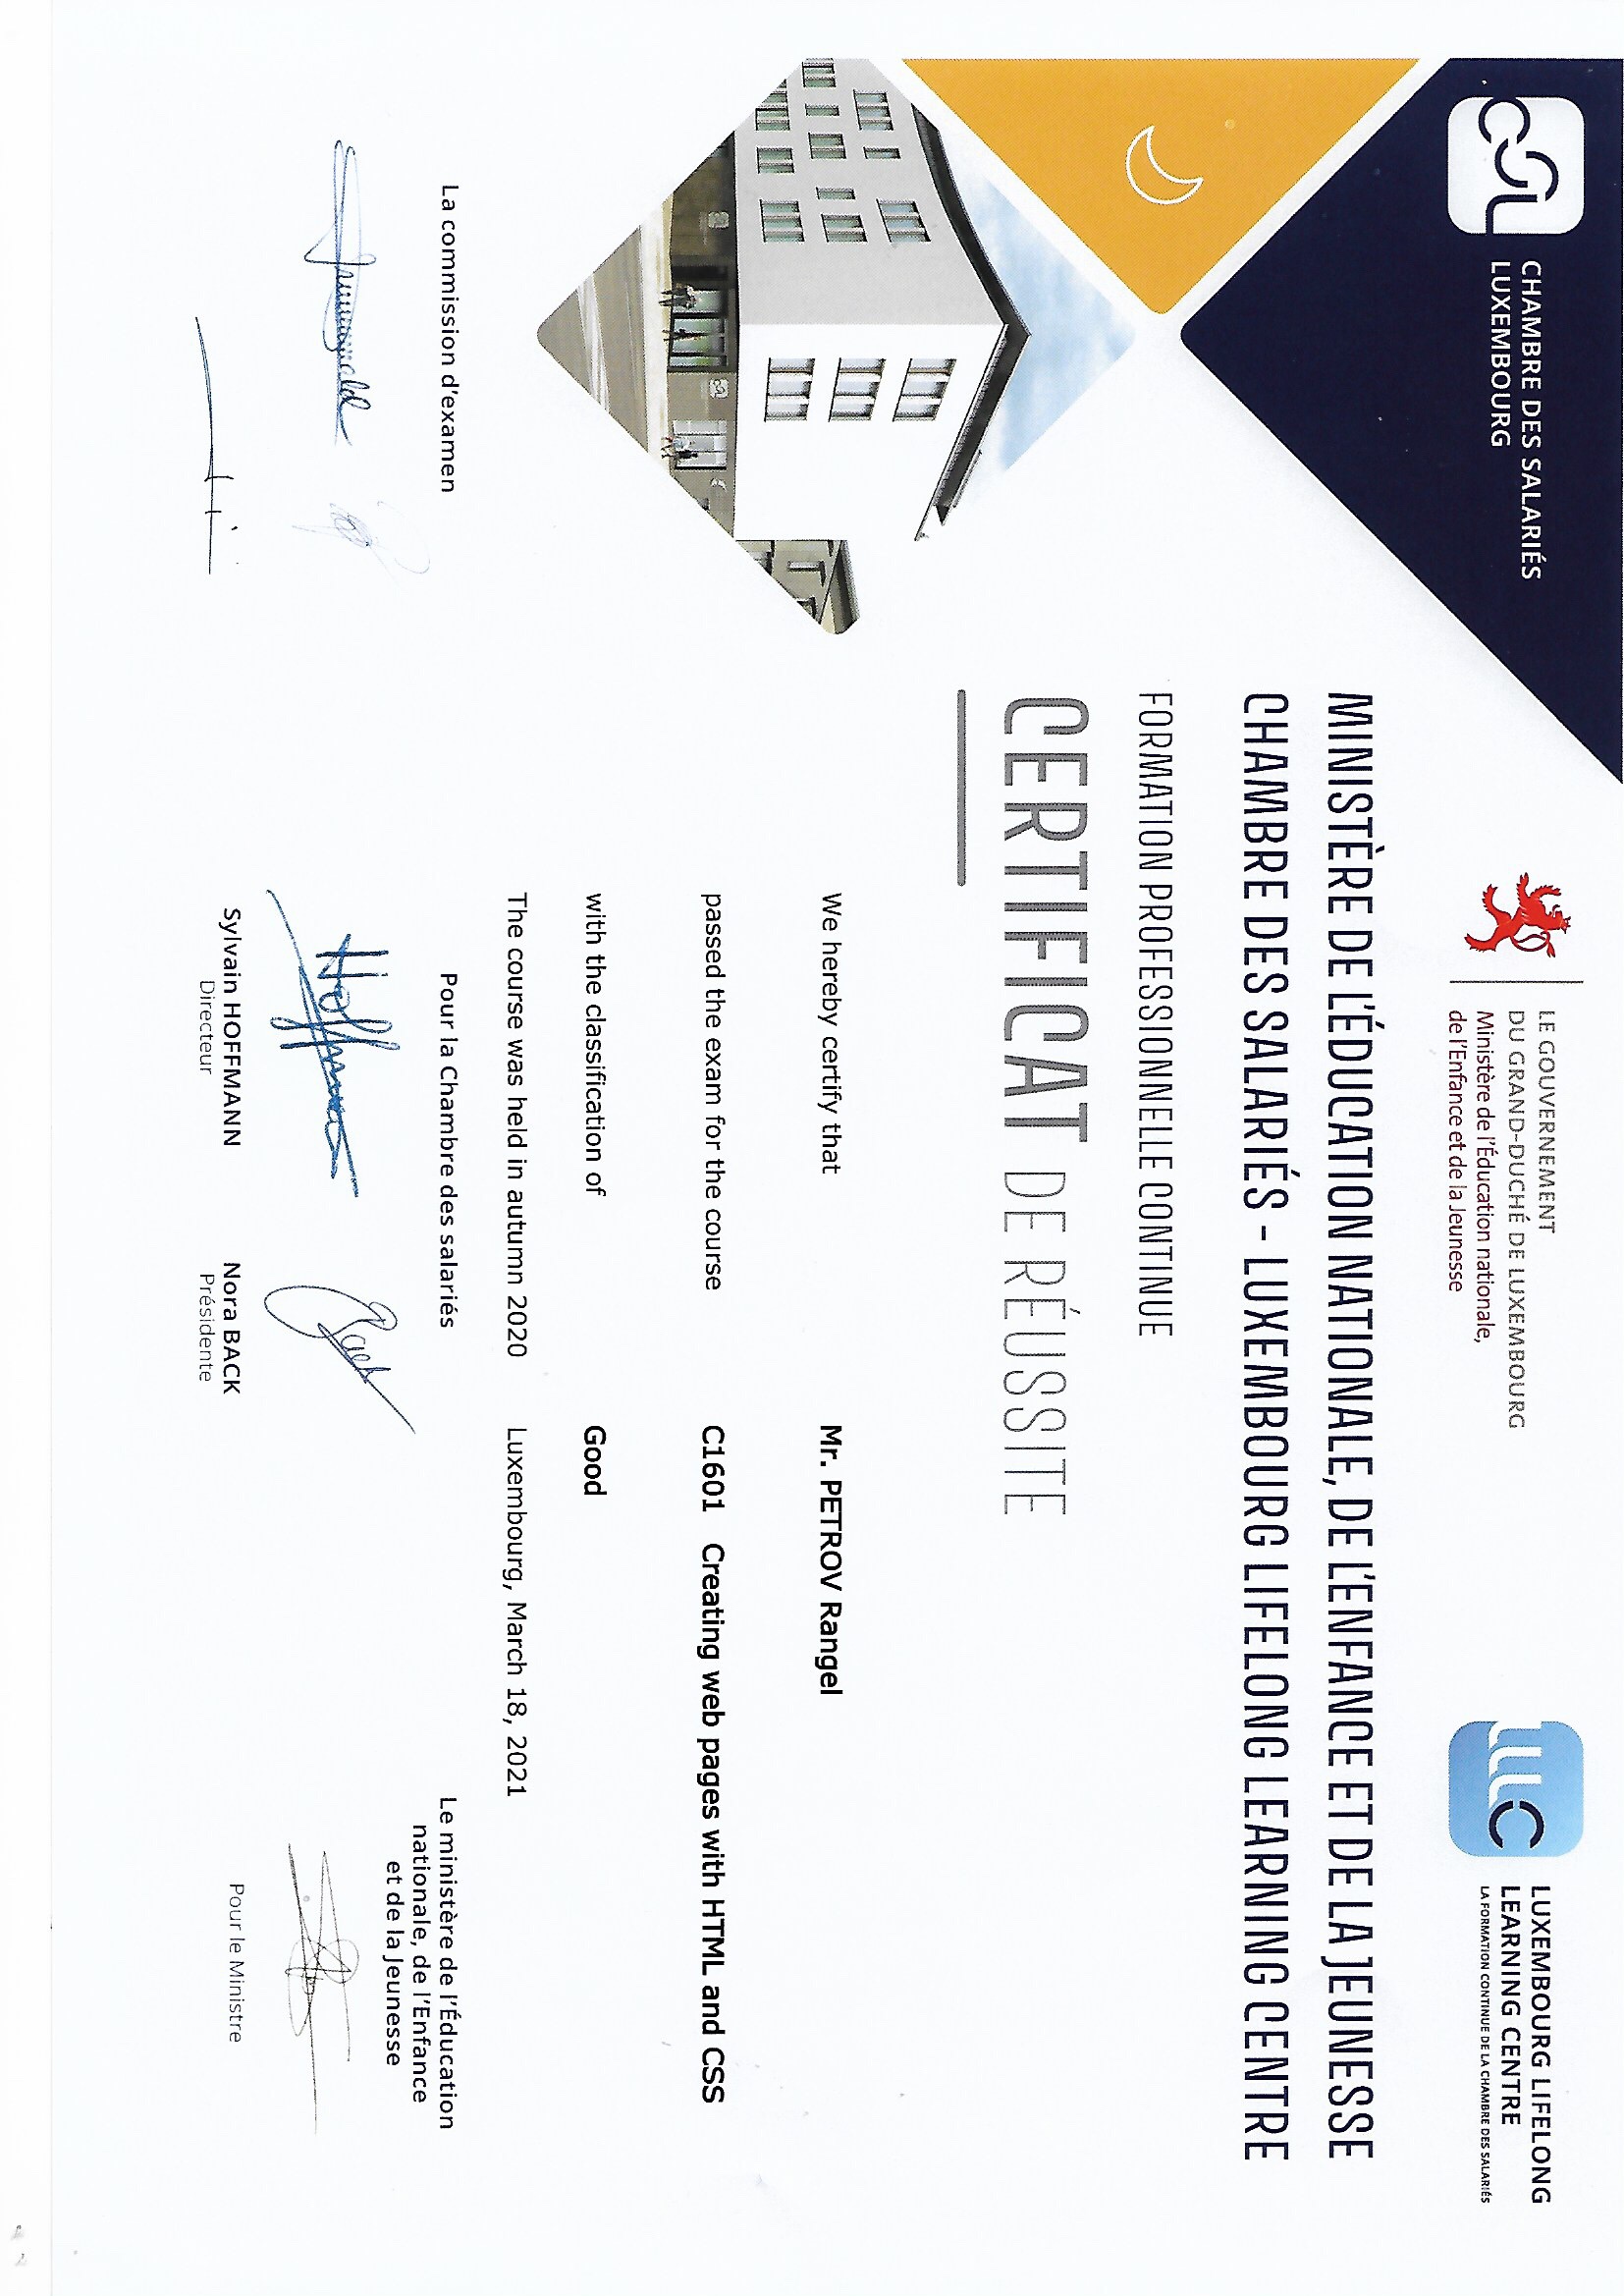 CHAMBRE DES SALARIÉS
LUXEMBOURG
LE GOUVERNEMENT
DU GRAND-DUCHÉ DE LUXEMBOURG
Ministère de l'Éducation nationale,
de l'Enfance et de la Jeunesse
LUXEMBOURG LIFELONG
LEARNING CENTRE
LA FORMATION CONTINUE DE LA CHAMBRE DES SALARIÉS
MINISTÈRE DE L'ÉDUCATION NATIONALE, DE L'ENFANCE ET DE LA JEUNESSE
CHAMBRE DES SALARIÉS - LUXEMBOURG LIFELONG LEARNING CENTRE
FORMATION PROFESSIONNELLE CONTINUE
CERTIFICAT DE RÉUSSITE
We hereby certify that Mr. PETROV Rangel
passed the exam for the course C1601 Creating web pages with HTML and CSS
with the classification of Good
The course was held in autumn 2020 Luxembourg, March 18, 2021
La commission d'examen
Pour la Chambre des salariés
Le ministère de l'Éducation
nationale, de l'Enfance
et de la Jeunesse
Sylvain HOFFMANN
Directeur
Nora BACK
Présidente
Pour le Ministre